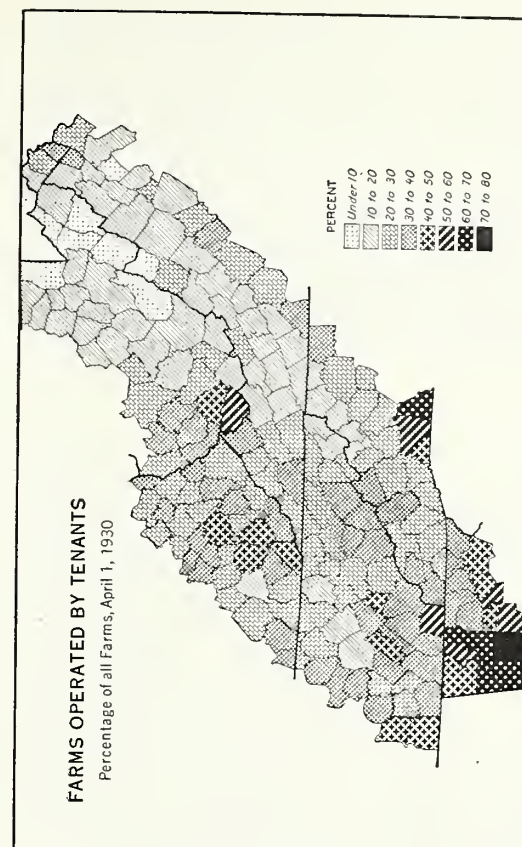 FARMS OPERATED BY TENANTS
Percentage of all Farms, April 1, 1930
PERCENT
Under 10
10 to 20
20 to 30
30 to 40
40 to 50
50 to 60
60 to 70
70 to 80